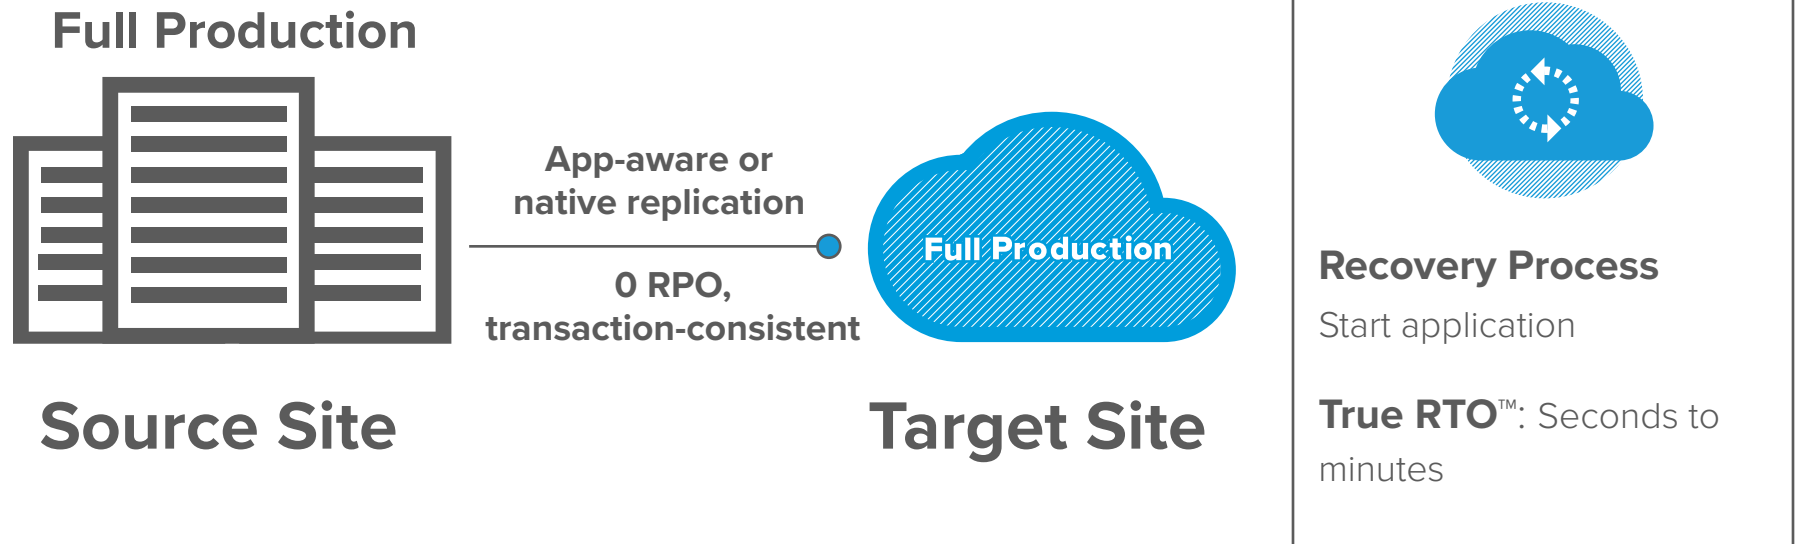 Full Production
App-aware or
native replication
0 RPO,
transaction-consistent
Full Production
Source Site
Target Site
Recovery Process
Start application
True RTO™: Seconds to
minutes